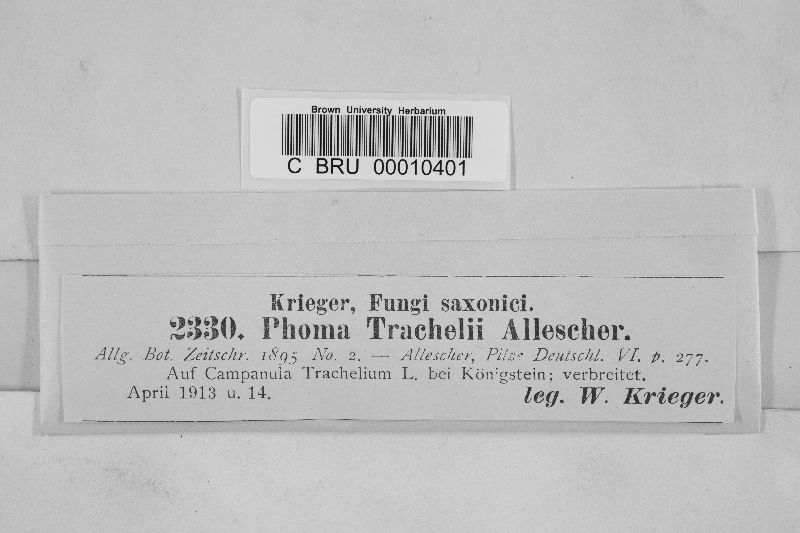 Brown University Herbarium
C BRU 00010401
Krieger, Fungi saxonici.
2330. Phoma Trachelii Allescher.
Allg. Bot. Zeitschr. 1895 No. 2. — Allescher, Pilze Deutschl. VI. p. 277.
Auf Campanula Trachelium L. bei Königstein; verbreitet.
April 1913 u. 14.
leg. W. Krieger.